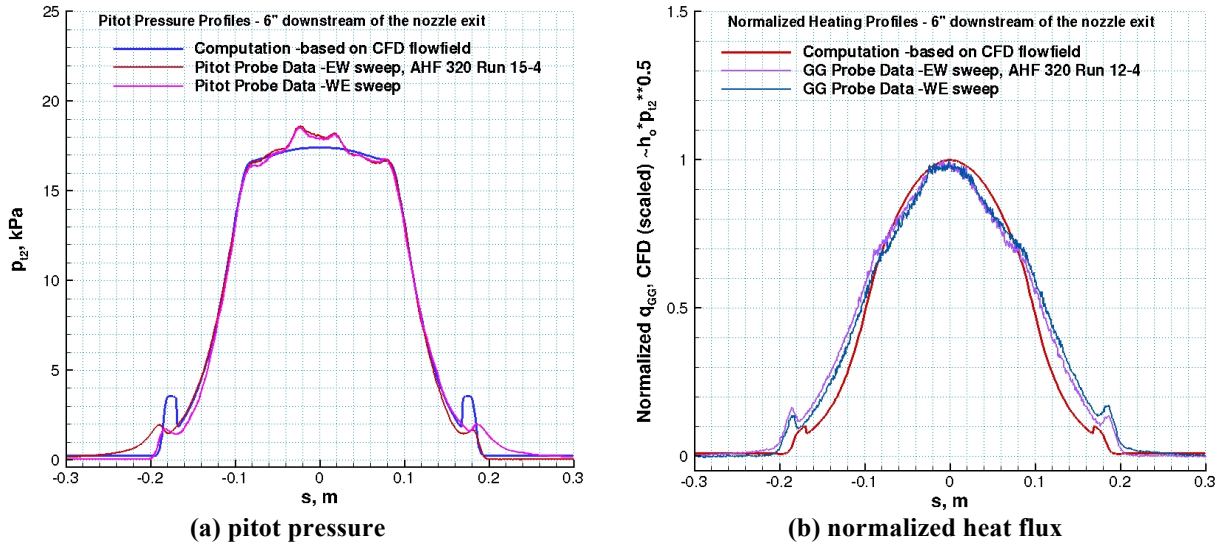 Pitot Pressure Profiles - 6" downstream of the nozzle exit
Computation -based on CFD flowfield
Pitot Probe Data -EW sweep, AHF 320 Run 15-4
Pitot Probe Data -WE sweep
25
20
15
10
5
0
p_t2, kPa
-0.3
-0.2
-0.1
0
0.1
0.2
0.3
s, m
(a) pitot pressure
Normalized Heating Profiles - 6" downstream of the nozzle exit
Computation -based on CFD flowfield
GG Probe Data -EW sweep, AHF 320 Run 12-4
GG Probe Data -WE sweep
1.5
1
0.5
0
Normalized q_GG, CFD (scaled) ~h_o*p_t2**0.5
-0.3
-0.2
-0.1
0
0.1
0.2
0.3
s, m
(b) normalized heat flux